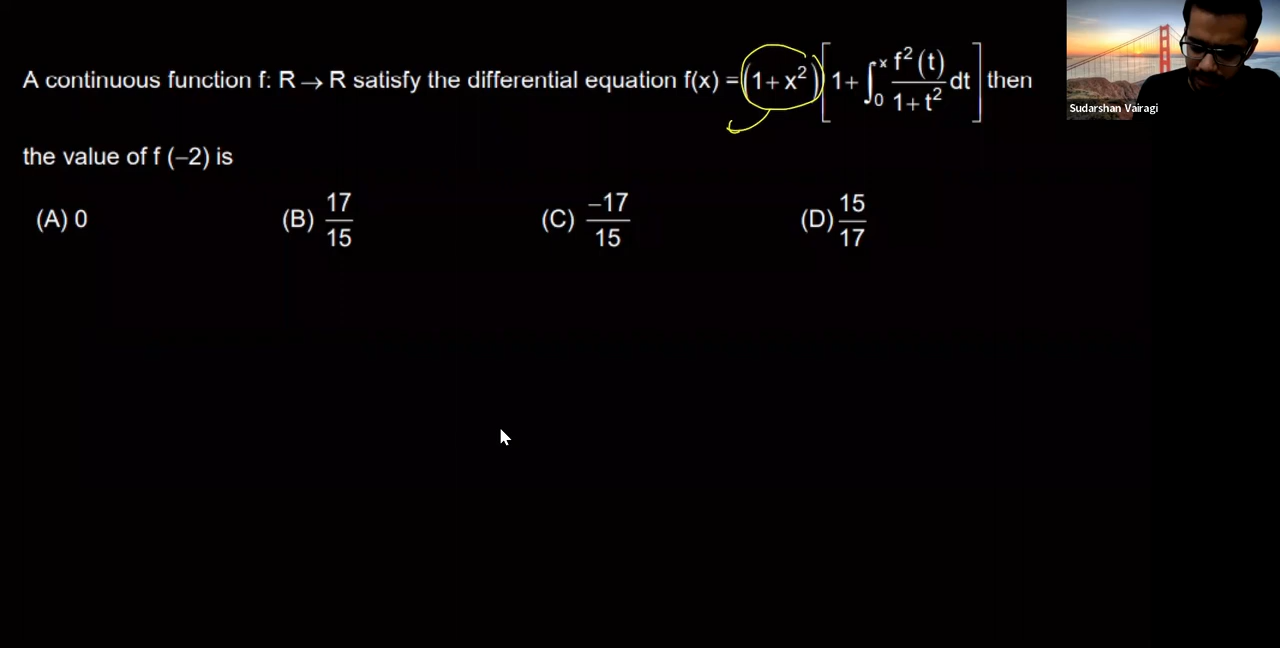 A continuous function f: R → R satisfy the differential equation f(x) = (1 + x²) [1 + ∫₀ˣ f²(t)/(1 + t²) dt] then
the value of f (–2) is
(A) 0 (B) 17/15 (C) –17/15 (D) 15/17
Sudarshan Vairagi